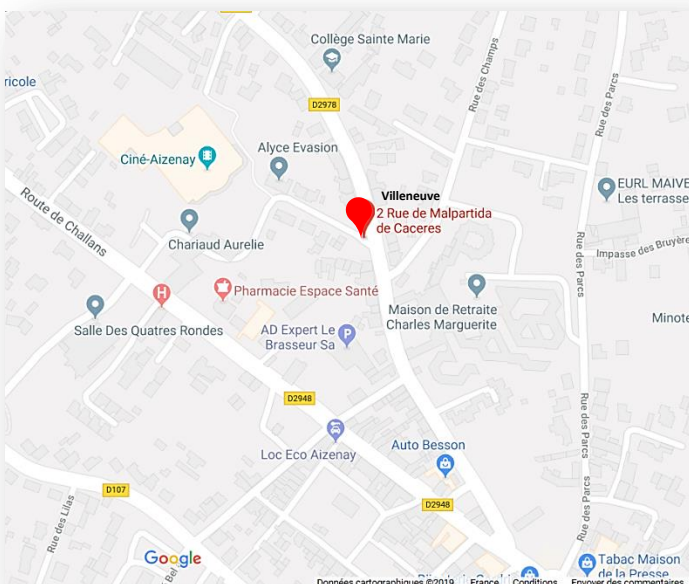 Collège Sainte Marie
ricole
D2978
Rue des Champs
Rue des Parcs
Ciné-Aizenay
Alyce Evasion
Route de Challans
Villeneuve
2 Rue de Malpartida
de Caceres
EURL MAIVE
Les terrasse
Chariaud Aurelie
Rue des Parcs
Impasse des Bruyère
Pharmacie Espace Santé
Maison de Retraite
Charles Marguerite
Minote
Salle Des Quatres Rondes
AD Expert Le
Brasseur Sa
D2948
Loc Eco Aizenay
Auto Besson
Rue des Parcs
D107
D2948
Rue des Lilas
Bel
Rue des Parcs
Google
Tabac Maison
de la Presse
Données cartographiques ©2019 France Conditions Envoyer des commentaires